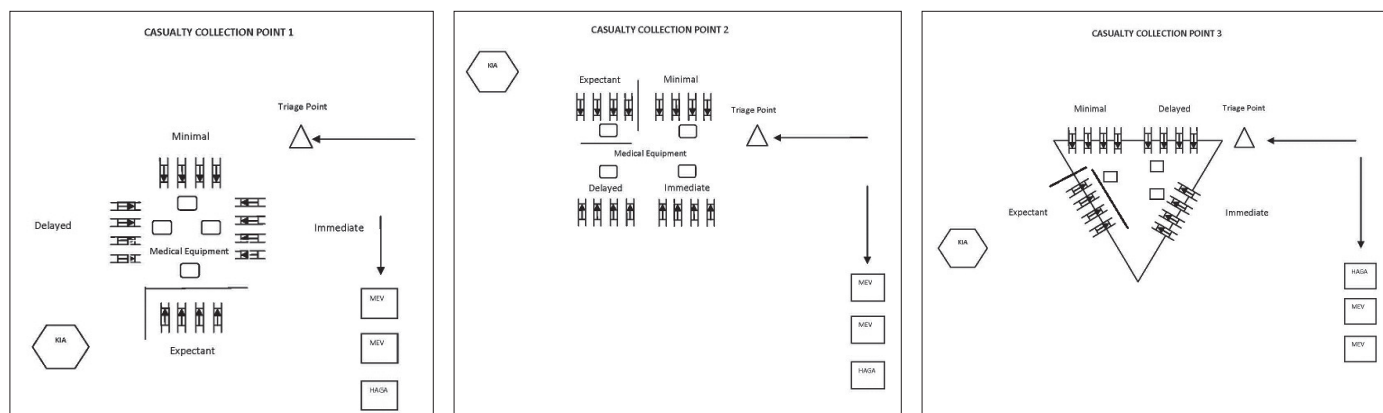 CASUALTY COLLECTION POINT 1
Triage Point
Minimal
Delayed
Immediate
Medical Equipment
MEV
KIA
MEV
Expectant
HAGA
CASUALTY COLLECTION POINT 2
KIA
Expectant
Minimal
Triage Point
Medical Equipment
Delayed
Immediate
MEV
MEV
HAGA
CASUALTY COLLECTION POINT 3
Minimal
Delayed
Triage Point
Expectant
Immediate
KIA
HAGA
MEV
MEV